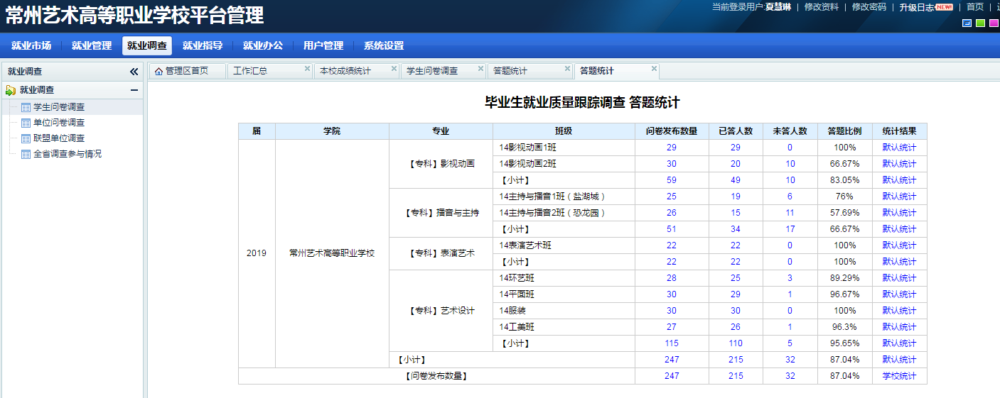 常州艺术高等职业学校平台管理
当前登录用户:夏慧琳 | 修改资料 | 修改密码 | 升级日志 NEW! | 首页 |
就业市场 就业管理 就业调查 就业指导 就业办公 用户管理 系统设置
就业调查
就业调查
学生问卷调查
单位问卷调查
联盟单位调查
全省调查参与情况
管理区首页 工作汇总 本校成绩统计 学生问卷调查 答题统计 答题统计
毕业生就业质量跟踪调查 答题统计
届 学院 专业 班级 问卷发布数量 已答人数 未答人数 答题比例 统计结果
2019 常州艺术高等职业学校 【专科】影视动画 14影视动画1班 29 29 0 100% 默认统计
14影视动画2班 30 20 10 66.67% 默认统计
【小计】 59 49 10 83.05% 默认统计
【专科】播音与主持 14主持与播音1班（盐湖城） 25 19 6 76% 默认统计
14主持与播音2班（恐龙园） 26 15 11 57.69% 默认统计
【小计】 51 34 17 66.67% 默认统计
【专科】表演艺术 14表演艺术班 22 22 0 100% 默认统计
【小计】 22 22 0 100% 默认统计
【专科】艺术设计 14环艺班 28 25 3 89.29% 默认统计
14平面班 30 29 1 96.67% 默认统计
14服装 30 30 0 100% 默认统计
14工美班 27 26 1 96.3% 默认统计
【小计】 115 110 5 95.65% 默认统计
【小计】 247 215 32 87.04% 默认统计
【问卷发布数量】 247 215 32 87.04% 学校统计